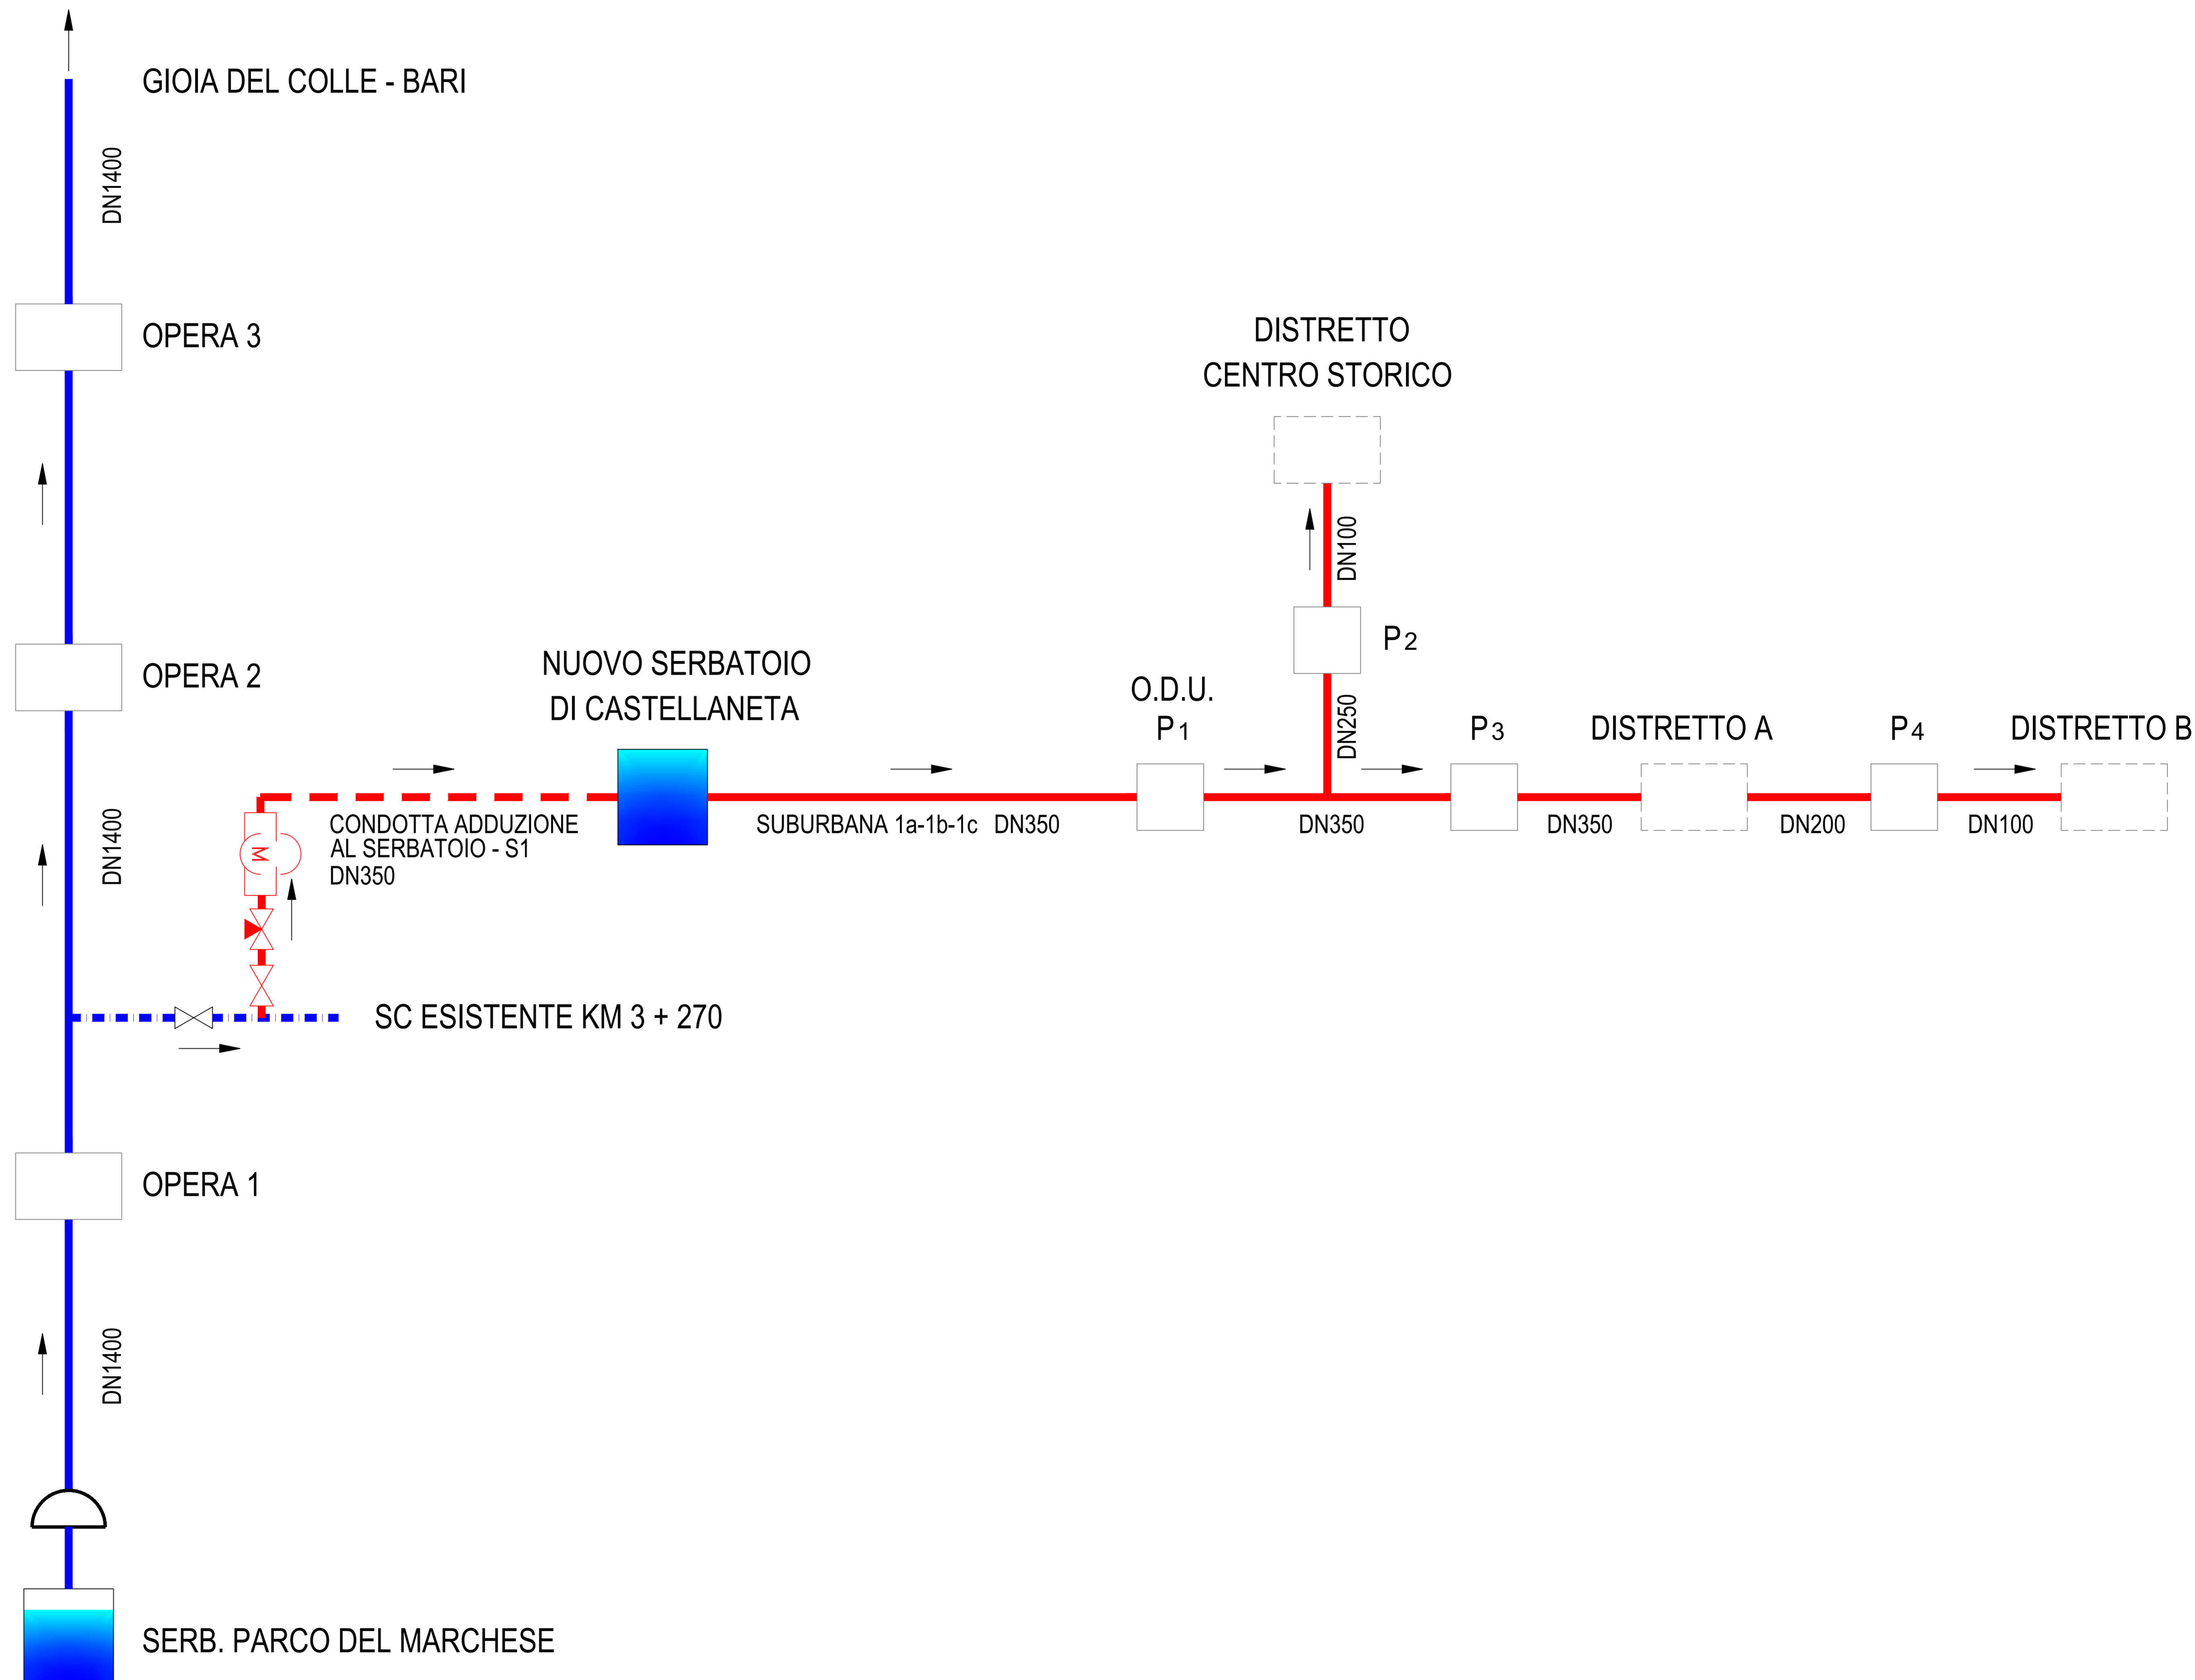 GIOIA DEL COLLE - BARI
DN1400
OPERA 3
DISTRETTO
CENTRO STORICO
DN100
P2
OPERA 2
NUOVO SERBATOIO
DI CASTELLANETA
O.D.U.
P1
DN250
P3
DISTRETTO A
P4
DISTRETTO B
DN1400
CONDOTTA ADDUZIONE
AL SERBATOIO - S1
DN350
M
SUBURBANA 1a-1b-1c DN350
DN350
DN350
DN200
DN100
SC ESISTENTE KM 3 + 270
OPERA 1
DN1400
SERB. PARCO DEL MARCHESE